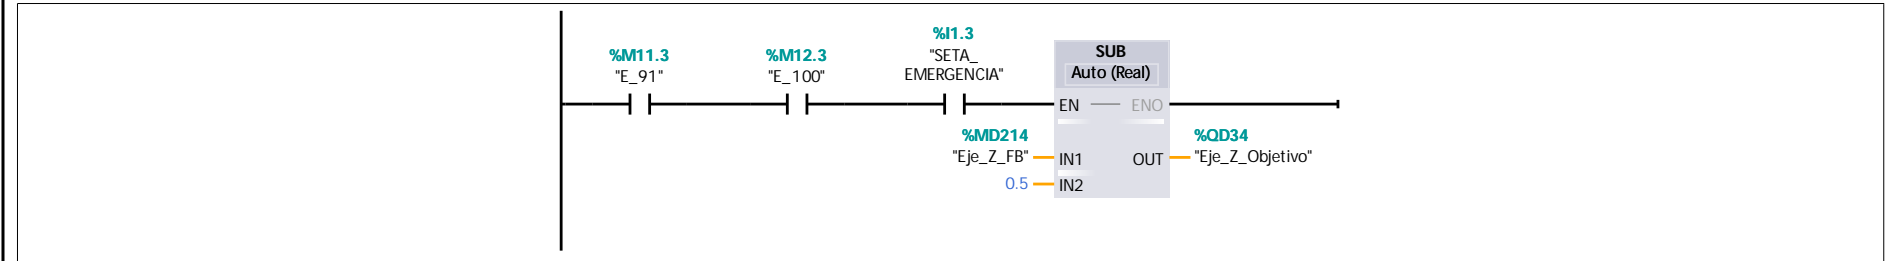 %M11.3
"E_91"
%M12.3
"E_100"
%I1.3
"SETA_
EMERGENCIA"
SUB
Auto (Real)
EN
ENO
%MD214
"Eje_Z_FB"
IN1
0.5
IN2
OUT
%QD34
"Eje_Z_Objetivo"